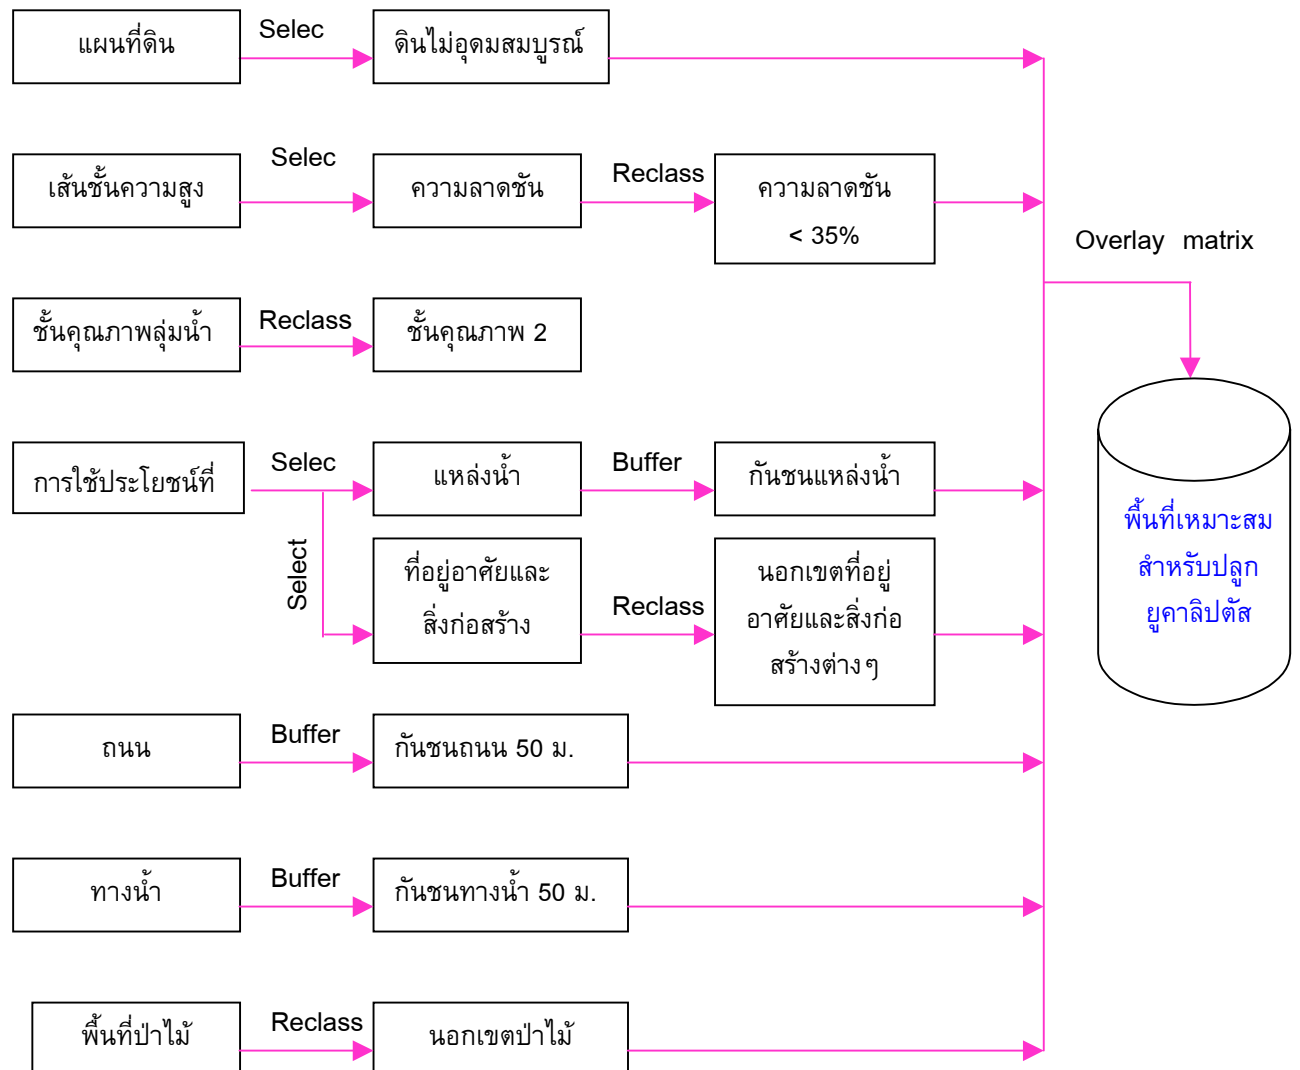 แผนที่ดิน
Selec
ดินไม่อุดมสมบูรณ์
เส้นชั้นความสูง
Selec
ความลาดชัน
Reclass
ความลาดชัน
< 35%
Overlay matrix
ชั้นคุณภาพลุ่มน้ำ
Reclass
ชั้นคุณภาพ 2
การใช้ประโยชน์ที่
Selec
แหล่งน้ำ
Buffer
กันชนแหล่งน้ำ
Select
ที่อยู่อาศัยและ
สิ่งก่อสร้าง
Reclass
นอกเขตที่อยู่
อาศัยและสิ่งก่อ
สร้างต่างๆ
พื้นที่เหมาะสม
สำหรับปลูก
ยูคาลิปตัส
ถนน
Buffer
กันชนถนน 50 ม.
ทางน้ำ
Buffer
กันชนทางน้ำ 50 ม.
พื้นที่ป่าไม้
Reclass
นอกเขตป่าไม้